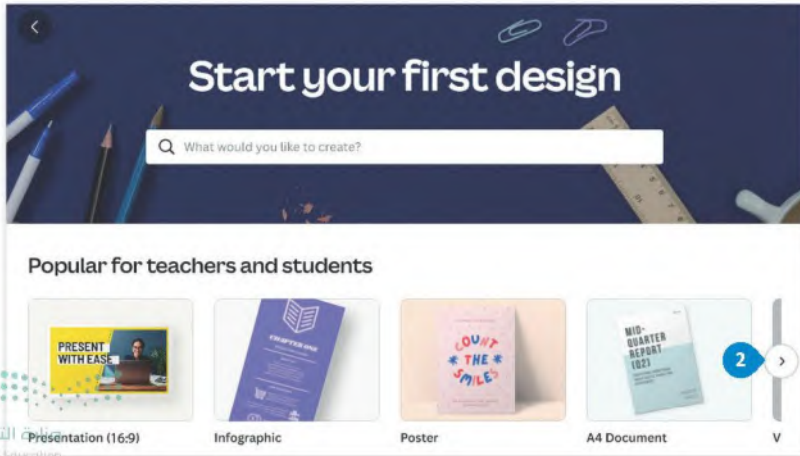 Start your first design
What would you like to create?
Popular for teachers and students
PRESENT
WITH EASE
CHAPTER ONE
COUNT
* THE *
SMILES
MID-
QUARTER
REPORT
(Q2)
2
Presentation (16:9)
Infographic
Poster
A4 Document
V